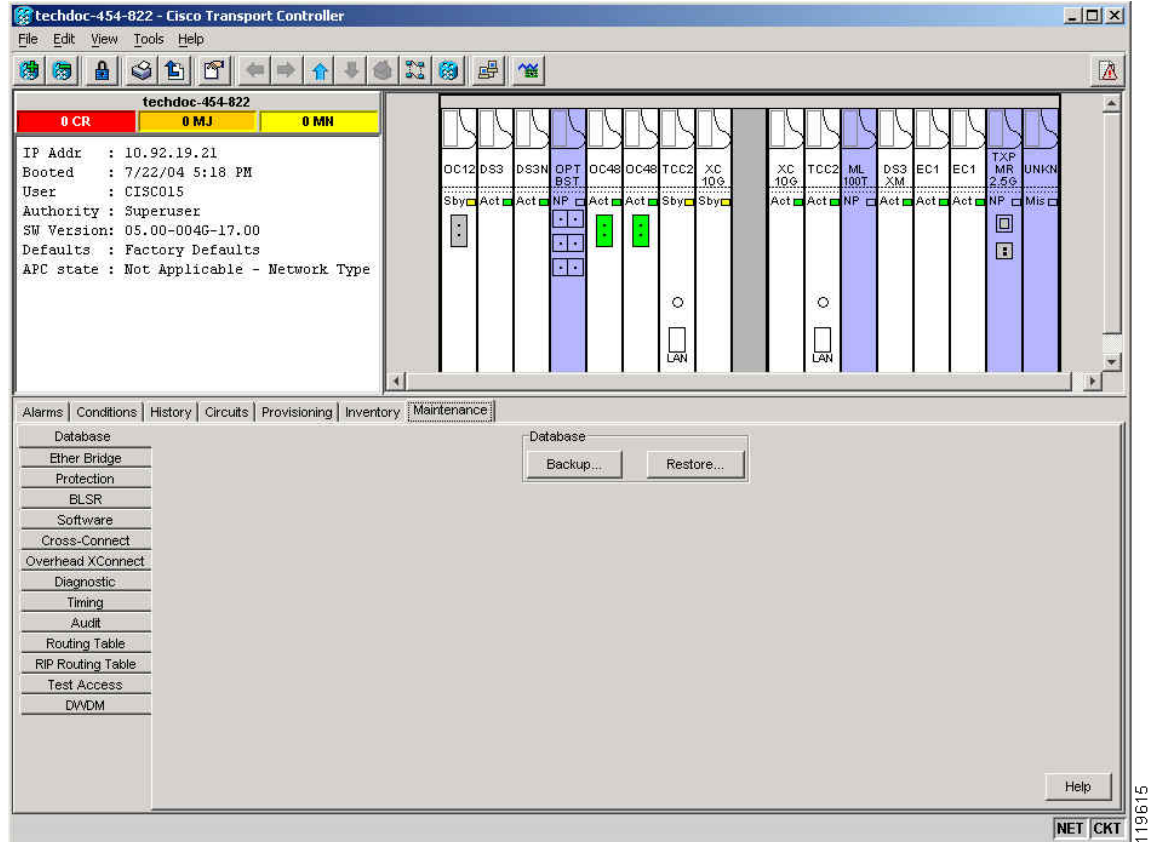 techdoc-454-822 - Cisco Transport Controller
File Edit View Tools Help
techdoc-454-822
0 CR 0 MJ 0 MN
IP Addr : 10.92.19.21
Booted : 7/22/04 5:18 PM
User : CISCO15
Authority : Superuser
SW Version: 05.00-004G-17.00
Defaults : Factory Defaults
APC state : Not Applicable - Network Type
OC12 DS3 DS3N OPT BST OC48 OC48 TCC2 XC 10G XC 10G TCC2 ML 100T DS3 XM EC1 EC1 TXP MR 2.5G UNKN
Sby Act Act NP Act Act Sby Sby Act Act NP Act Act Act NP Mis
LAN LAN
Alarms Conditions History Circuits Provisioning Inventory Maintenance
Database
Ether Bridge
Protection
BLSR
Software
Cross-Connect
Overhead XConnect
Diagnostic
Timing
Audit
Routing Table
RIP Routing Table
Test Access
DWDM
Database
Backup... Restore...
Help
NET CKT
119615